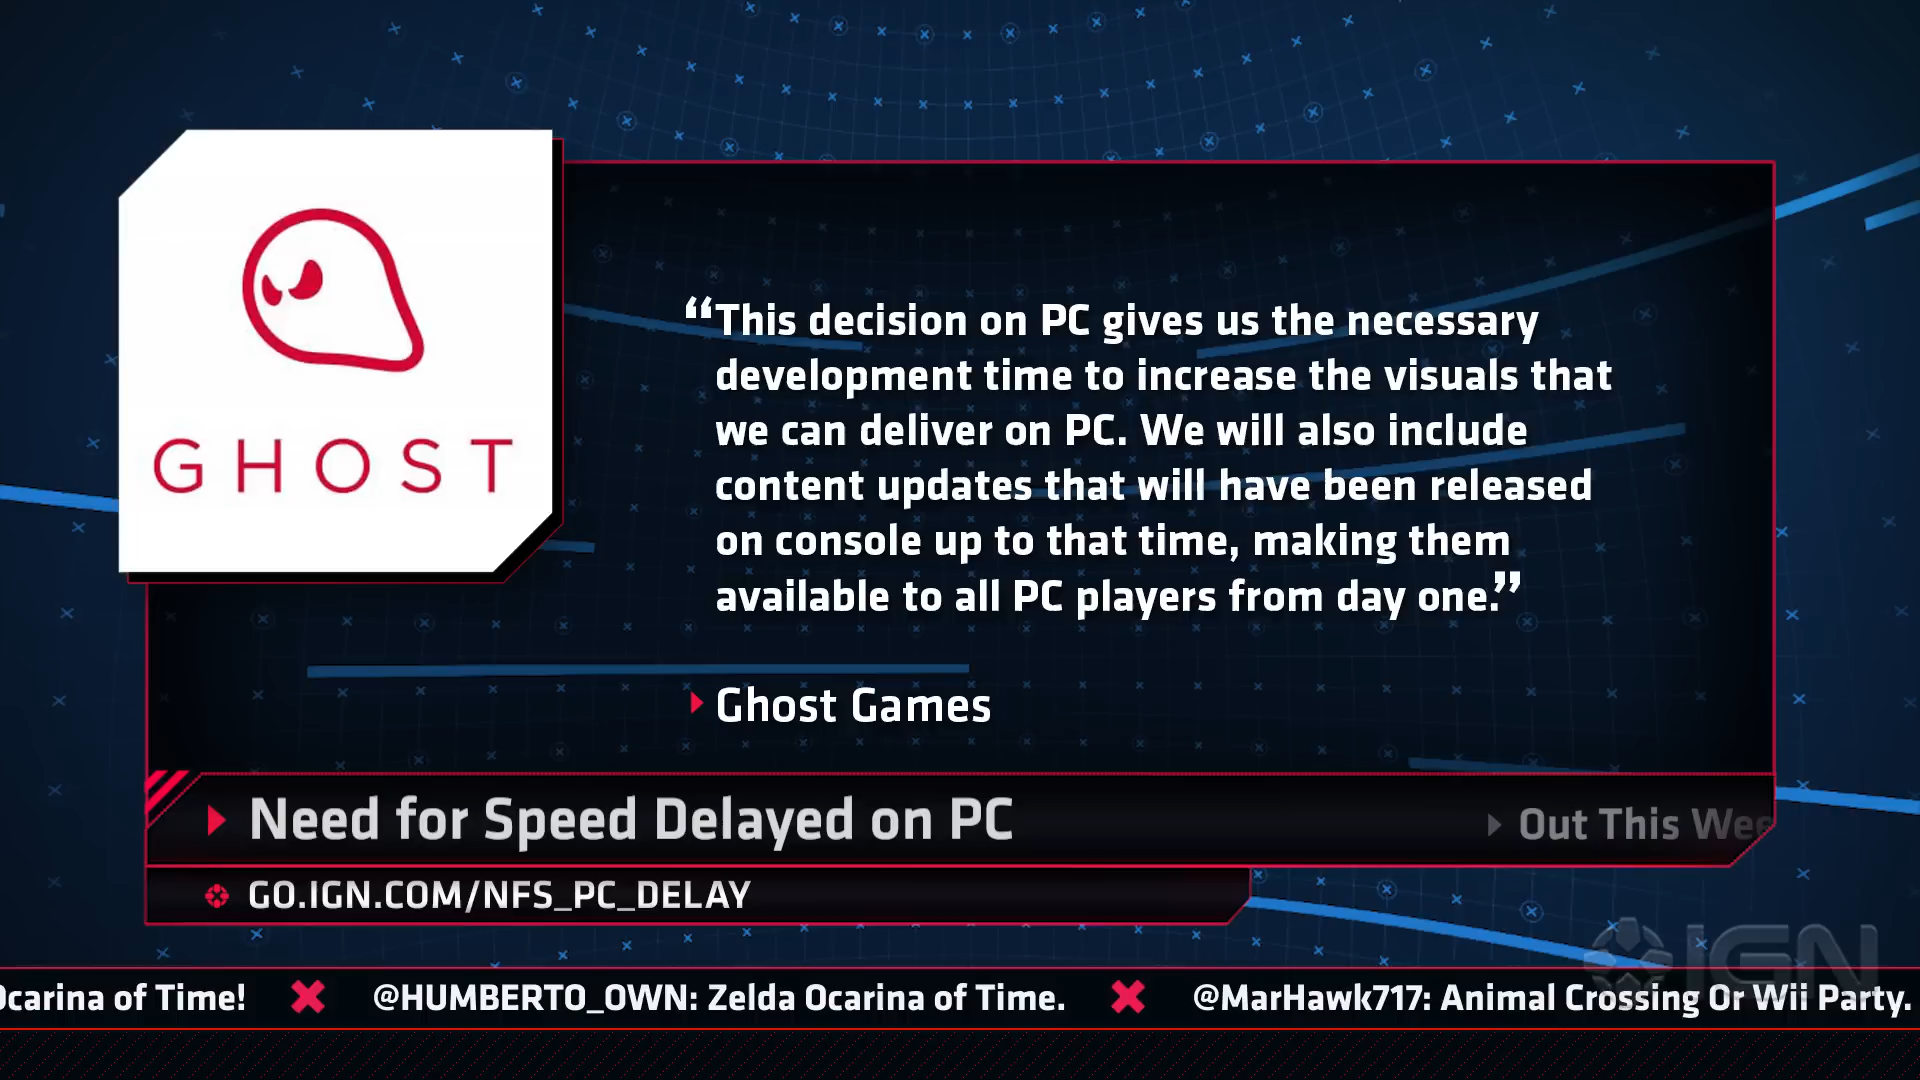 GHOST
“This decision on PC gives us the necessary
development time to increase the visuals that
we can deliver on PC. We will also include
content updates that will have been released
on console up to that time, making them
available to all PC players from day one.”
Ghost Games
Need for Speed Delayed on PC
Out This Wee
GO.IGN.COM/NFS_PC_DELAY
IGN
Ocarina of Time!
@HUMBERTO_OWN: Zelda Ocarina of Time.
@MarHawk717: Animal Crossing Or Wii Party.